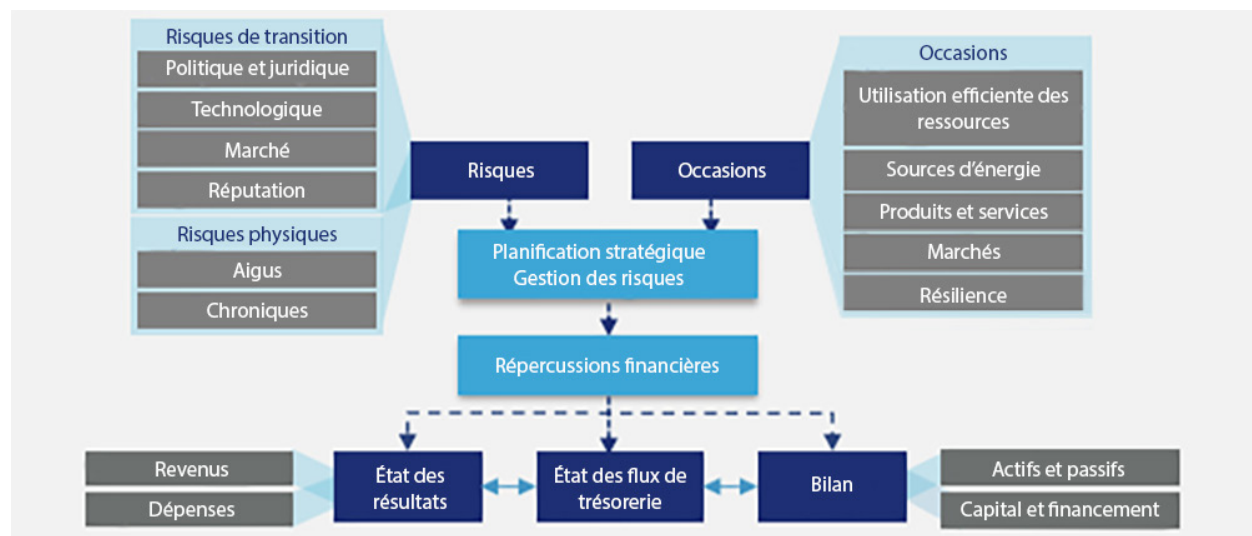 Risques de transition
Politique et juridique
Technologique
Marché
Réputation
Risques physiques
Aigus
Chroniques
Risques
Occasions
Occasions
Utilisation efficiente des
ressources
Sources d'énergie
Produits et services
Marchés
Résilience
Planification stratégique
Gestion des risques
Répercussions financières
Revenus
Dépenses
État des
résultats
État des flux de
trésorerie
Bilan
Actifs et passifs
Capital et financement